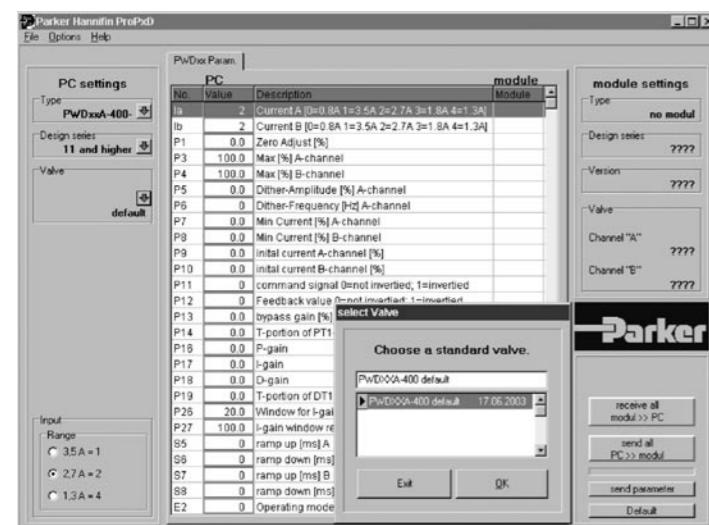 Parker Hannifin ProPxD
File Options Help
PWDxx Param.
PC settings
Type
PWDxxA-400-
Design series
11 and higher
Valve
default
Input
Range
3,5 A = 1
2,7 A = 2
1,3 A = 4
PC module
No. Value Description Module
Ia 2 Current A [0=0.8A 1=3.5A 2=2.7A 3=1.8A 4=1.3A]
Ib 2 Current B [0=0.8A 1=3.5A 2=2.7A 3=1.8A 4=1.3A]
P1 0.0 Zero Adjust [%]
P3 100.0 Max [%] A-channel
P4 100.0 Max [%] B-channel
P5 0.0 Dither-Amplitude [%] A-channel
P6 0 Dither-Frequency [Hz] A-channel
P7 0.0 Min Current [%] A-channel
P8 0.0 Min Current [%] B-channel
P9 0.0 inital current A-channel [%]
P10 0.0 inital current B-channel [%]
P11 0 command signal 0=not invertied; 1=invertied
P12 0 Feedback value 0=not invertied; 1=invertied
P13 0.0 bypass gain [%]
P14 0.0 T-portion of PT1-
P16 0.0 P-gain
P17 0.0 I-gain
P18 0.0 D-gain
P19 0.0 T-portion of DT1
P26 20.0 Window for I-gai
P27 100.0 I-gain window re
S5 0 ramp up [ms] A
S6 0 ramp down [ms]
S7 0 ramp up [ms] B
S8 0 ramp down [ms]
E2 0 Operating mode
select Valve
Choose a standard valve.
PWDXXA-400 default
PWDXXA-400 default 17.06.2003
Exit OK
module settings
Type
no modul
Design series
????
Version
????
Valve
Channel "A"
????
Channel "B"
????
Parker
receive all
modul >> PC
send all
PC >> modul
send parameter
Default